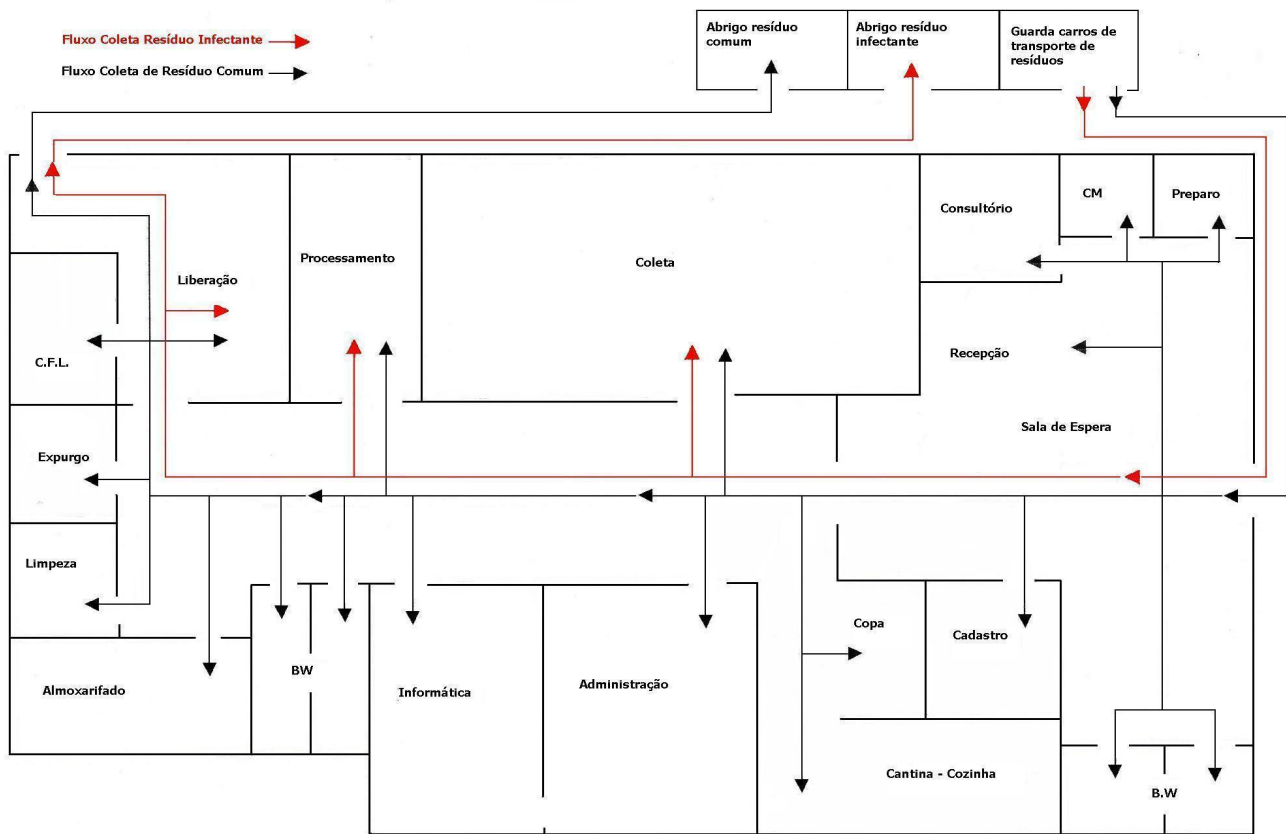 Fluxo Coleta Resíduo Infectante
Fluxo Coleta de Resíduo Comum
Abrigo resíduo
comum
Abrigo resíduo
infectante
Guarda carros de
transporte de
resíduos
Consultório
CM
Preparo
Processamento
Coleta
Liberação
Recepção
C.F.L.
Sala de Espera
Expurgo
Limpeza
Copa
Cadastro
BW
Almoxarifado
Informática
Administração
Cantina - Cozinha
B.W